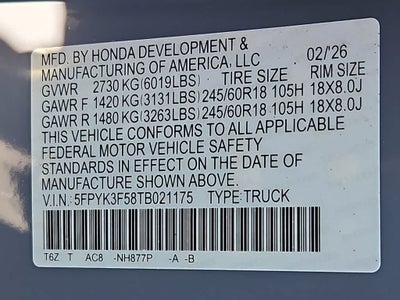 MFD. BY HONDA DEVELOPMENT &
MANUFACTURING OF AMERICA, LLC 02/'26
GVWR 2730 KG (6019LBS) TIRE SIZE RIM SIZE
GAWR F 1420 KG(3131LBS) 245/60R18 105H 18X8.0J
GAWR R 1480 KG(3263LBS) 245/60R18 105H 18X8.0J
THIS VEHICLE CONFORMS TO ALL APPLICABLE
FEDERAL MOTOR VEHICLE SAFETY
STANDARDS IN EFFECT ON THE DATE OF
MANUFACTURE SHOWN ABOVE.
V.I.N: 5FPYK3F58TB021175 TYPE:TRUCK
T6Z T AC8 -NH877P -A -B